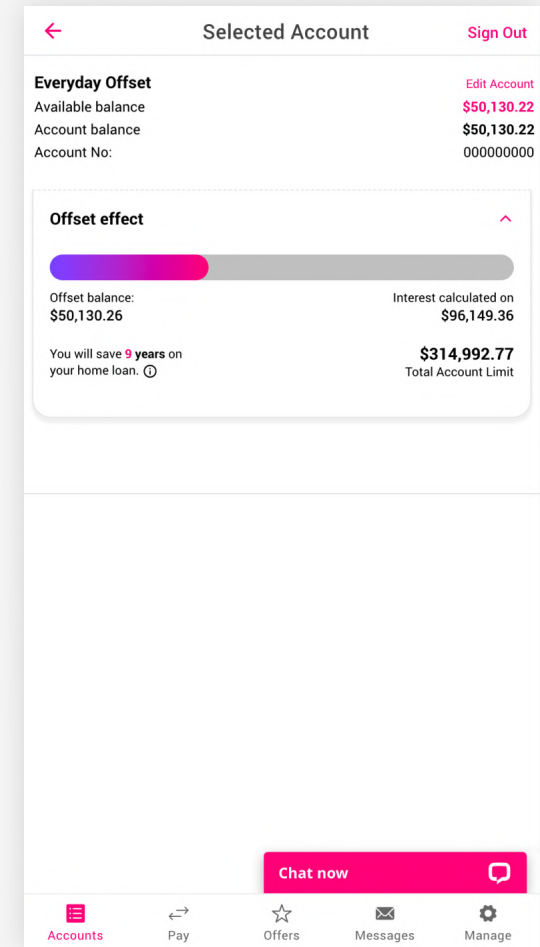 Selected Account
Sign Out
Everyday Offset
Edit Account
Available balance
$50,130.22
Account balance
$50,130.22
Account No:
000000000
Offset effect
Offset balance:
Interest calculated on
$50,130.26
$96,149.36
You will save 9 years on
your home loan.
$314,992.77
Total Account Limit
Chat now
Accounts
Pay
Offers
Messages
Manage